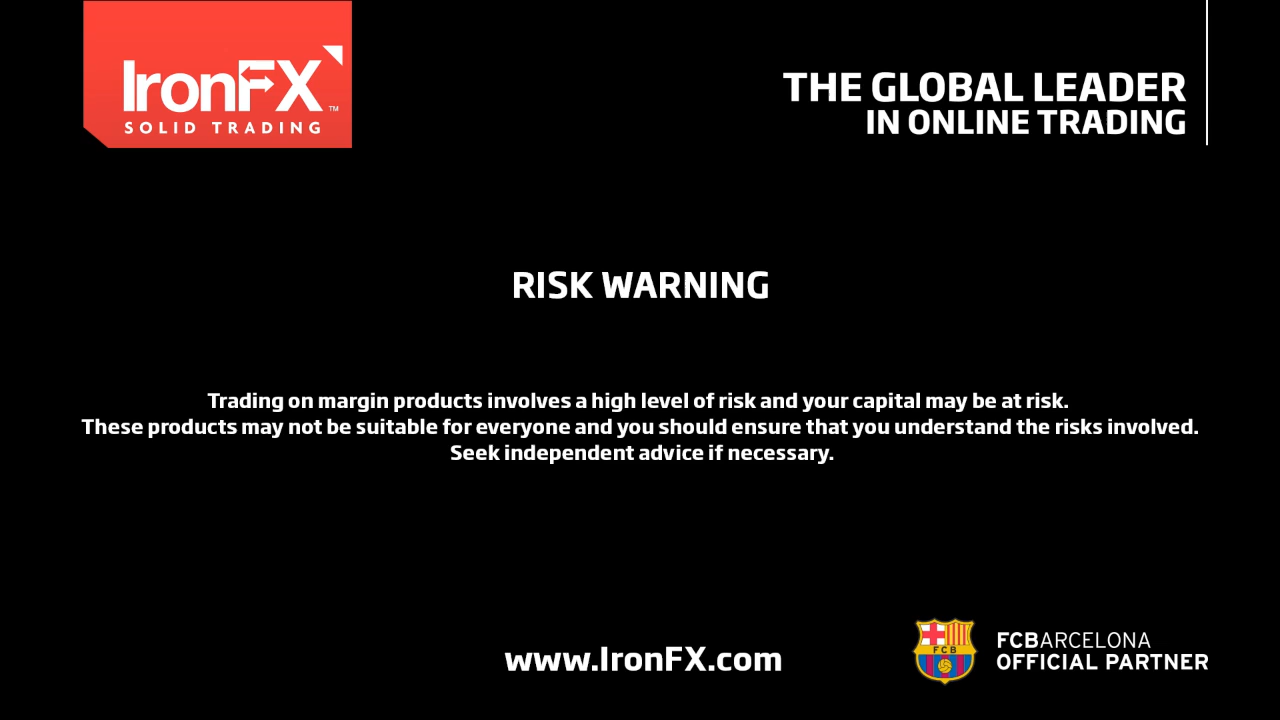 IronFX
™
SOLID TRADING
THE GLOBAL LEADER
IN ONLINE TRADING
RISK WARNING
Trading on margin products involves a high level of risk and your capital may be at risk.
These products may not be suitable for everyone and you should ensure that you understand the risks involved.
Seek independent advice if necessary.
www.IronFX.com
FCB
FCBARCELONA
OFFICIAL PARTNER